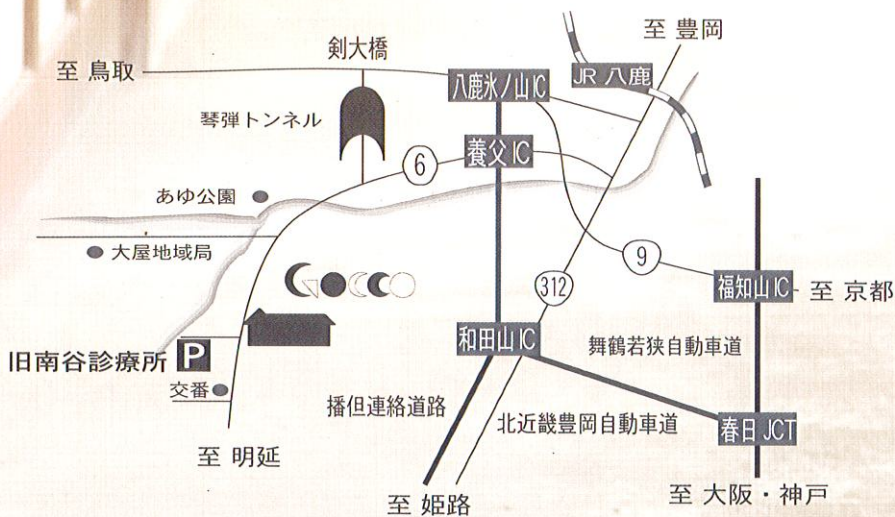 至 豊岡
剣大橋
至 鳥取
八鹿氷ノ山IC
JR 八鹿
琴弾トンネル
養父IC
6
あゆ公園
大屋地域局
9
312
福知山IC
至 京都
和田山IC
舞鶴若狭自動車道
旧南谷診療所 P
交番
播但連絡道路
北近畿豊岡自動車道
春日JCT
至 明延
至 姫路
至 大阪・神戸